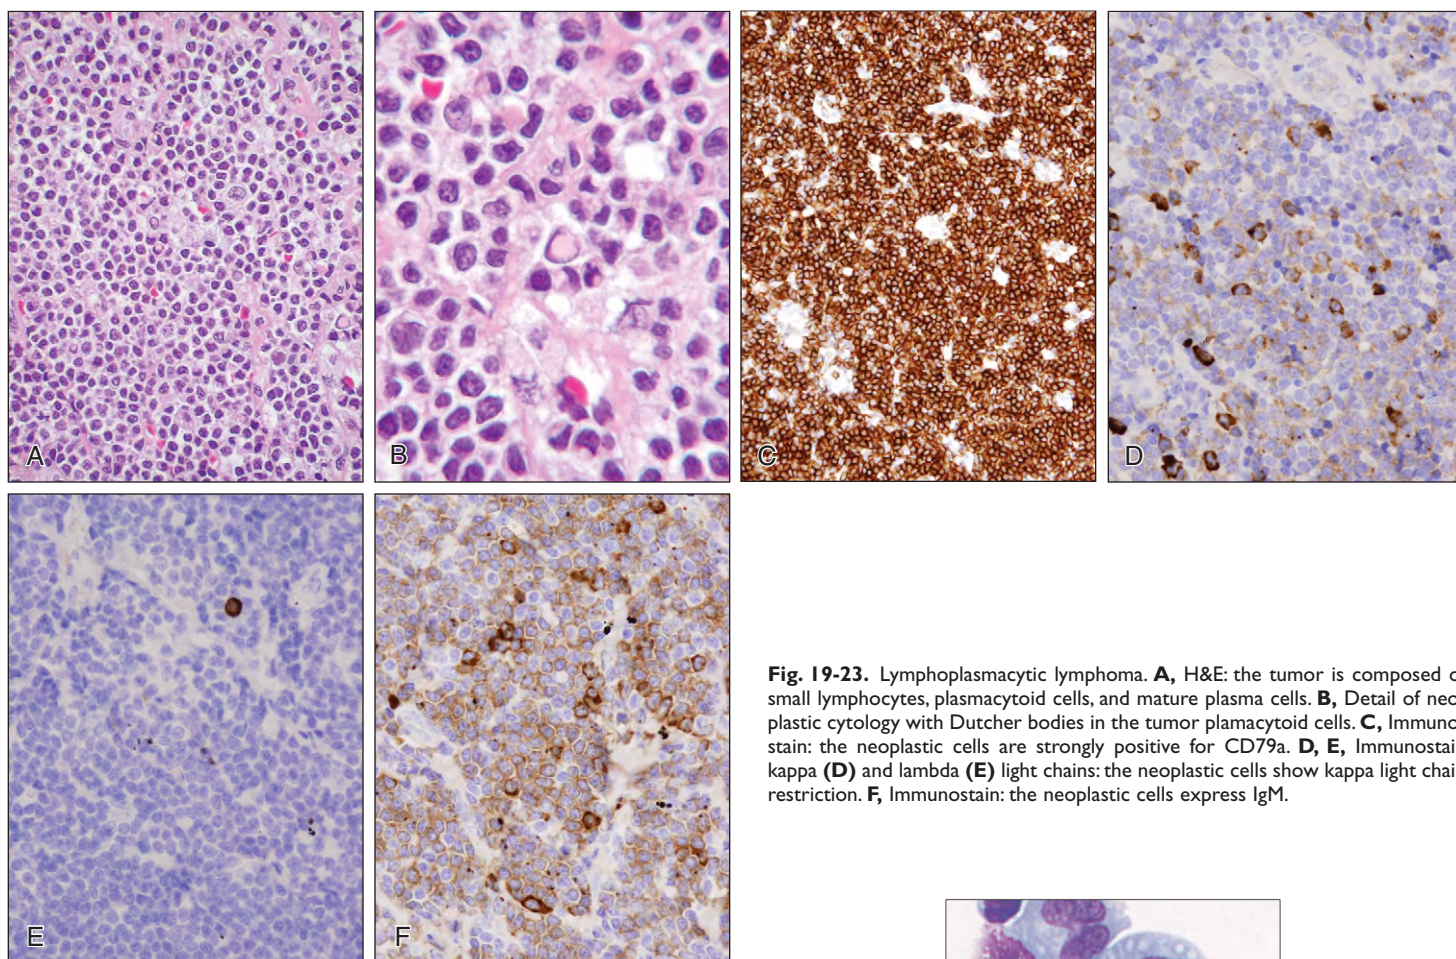 A
B
C
D
E
F
Fig. 19-23. Lymphoplasmacytic lymphoma. A, H&E: the tumor is composed
small lymphocytes, plasmacytoid cells, and mature plasma cells. B, Detail of neo
plastic cytology with Dutcher bodies in the tumor plamacytoid cells. C, Immuno
stain: the neoplastic cells are strongly positive for CD79a. D, E, Immunostai
kappa (D) and lambda (E) light chains: the neoplastic cells show kappa light chai
restriction. F, Immunostain: the neoplastic cells express IgM.